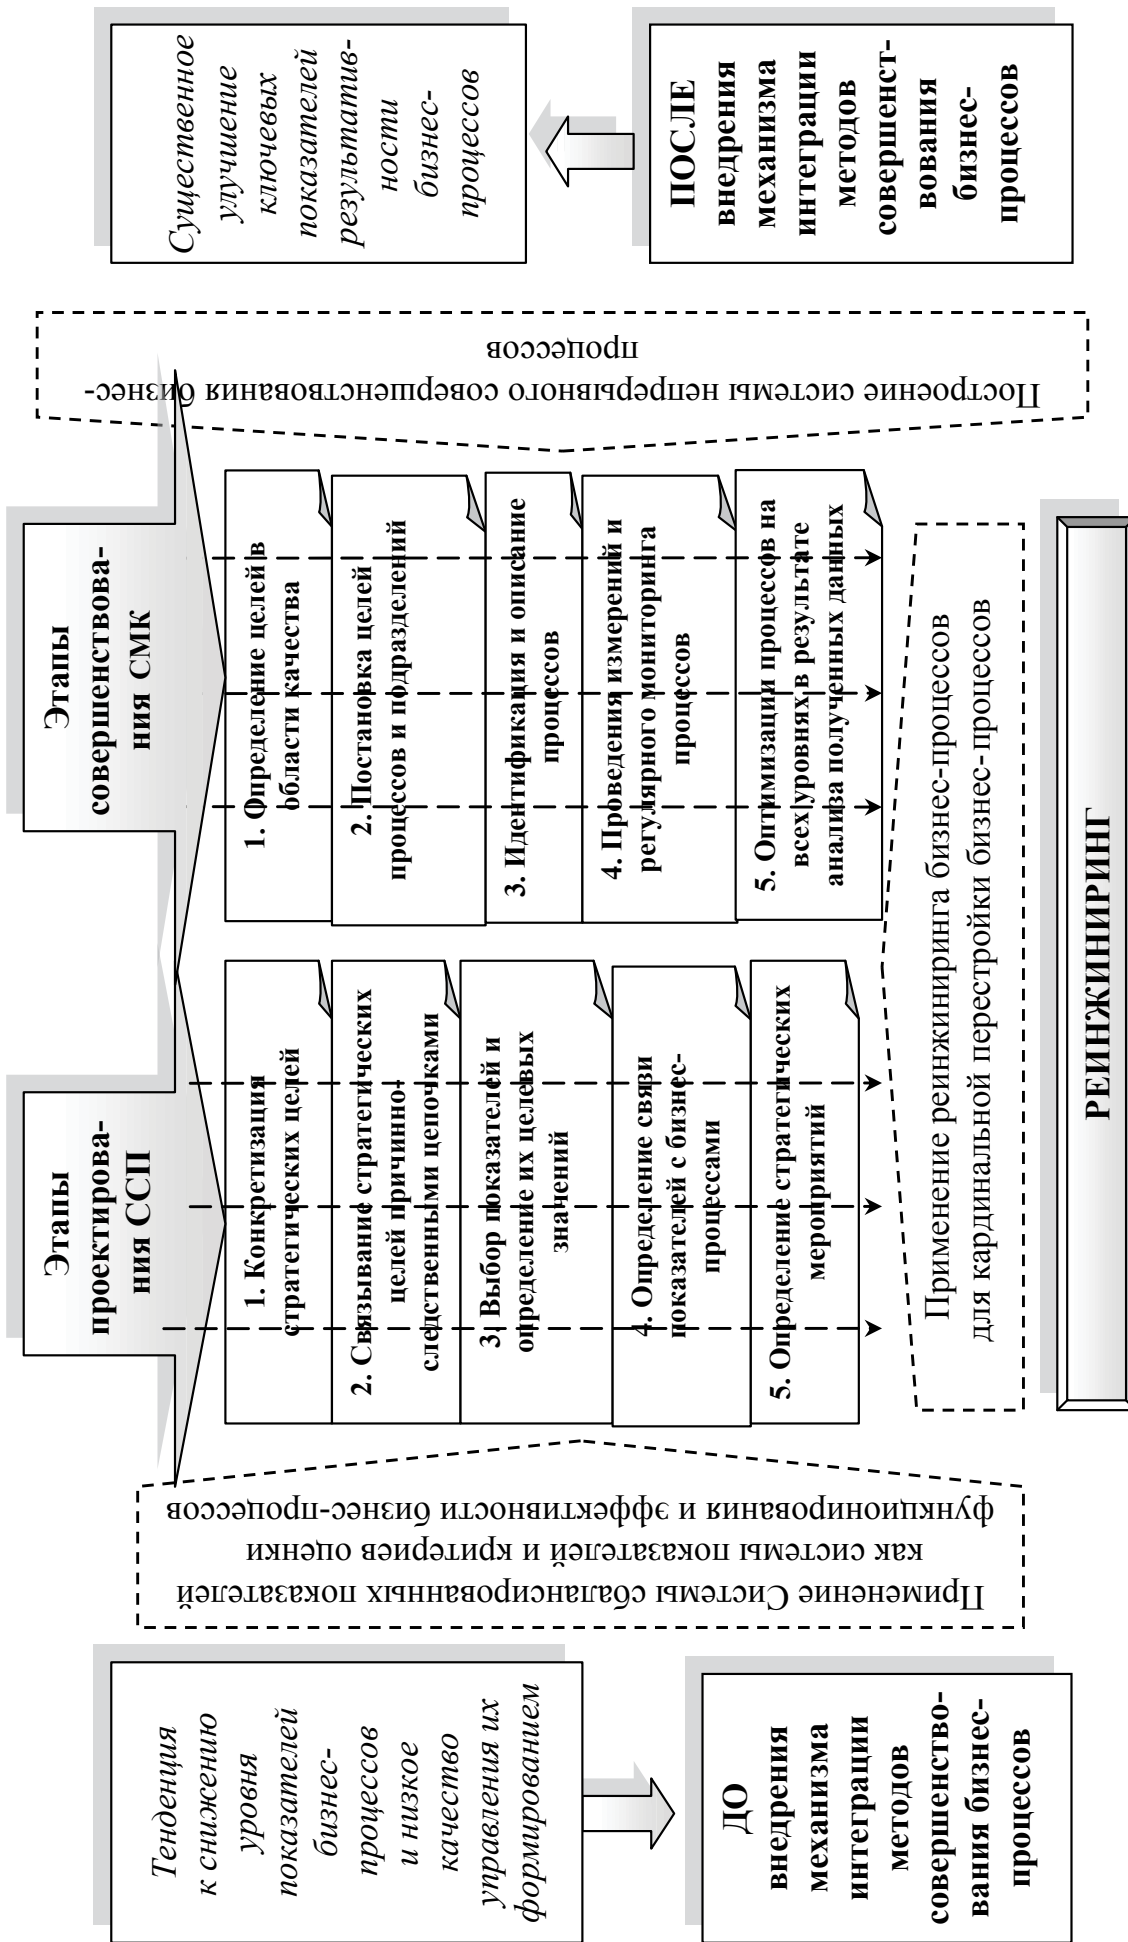 Тенденция
к снижению
уровня
показателей
бизнес-
процессов
и низкое
качество
управления их
формированием
ДО
внедрения
механизма
интеграции
методов
совершенство-
вания бизнес-
процессов
Применение Системы сбалансированных показателей
как системы показателей и критериев оценки
функционирования и эффективности бизнес-процессов
Этапы
проектирова-
ния ССП
1. Конкретизация
стратегических целей
2. Связывание стратегических
целей причинно-
следственными цепочками
3. Выбор показателей и
определение их целевых
значений
4. Определение связи
показателей с бизнес-
процессами
5. Определение стратегических
мероприятий
Этапы
совершенствова-
ния СМК
1. Определение целей в
области качества
2. Постановка целей
процессов и подразделений
3. Идентификация и описание
процессов
4. Проведения измерений и
регулярного мониторинга
процессов
5. Оптимизации процессов на
всех уровнях в результате
анализа полученных данных
Применение реинжиниринга бизнес-процессов
для кардинальной перестройки бизнес-процессов
РЕИНЖИНИРИНГ
Построение системы непрерывного совершенствования бизнес-
процессов
Существенное
улучшение
ключевых
показателей
результатив-
ности
бизнес-
процессов
ПОСЛЕ
внедрения
механизма
интеграции
методов
совершенст-
вования
бизнес-
процессов